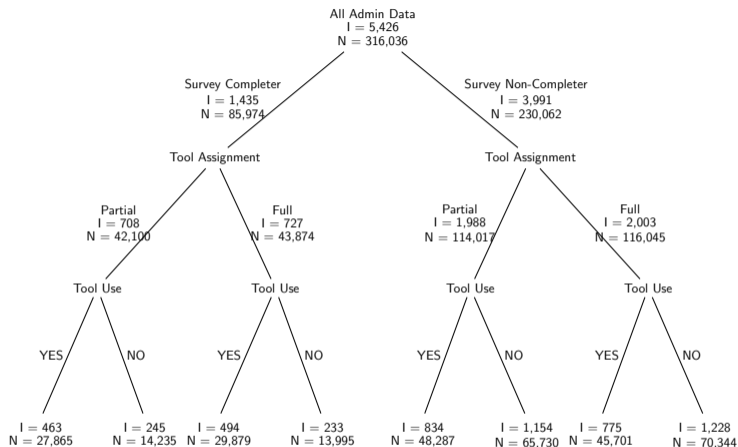 All Admin Data
I = 5,426
N = 316,036
Survey Completer
I = 1,435
N = 85,974
Survey Non-Completer
I = 3,991
N = 230,062
Tool Assignment
Tool Assignment
Partial
I = 708
N = 42,100
Full
I = 727
N = 43,874
Partial
I = 1,988
N = 114,017
Full
I = 2,003
N = 116,045
Tool Use
Tool Use
Tool Use
Tool Use
YES
NO
YES
NO
YES
NO
YES
NO
I = 463
N = 27,865
I = 245
N = 14,235
I = 494
N = 29,879
I = 233
N = 13,995
I = 834
N = 48,287
I = 1,154
N = 65,730
I = 775
N = 45,701
I = 1,228
N = 70,344